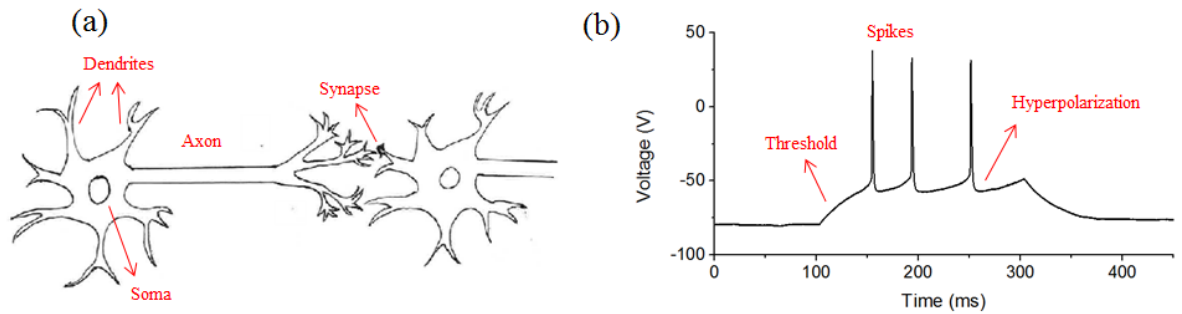 (a)
Dendrites
Synapse
Axon
Soma
(b)
Spikes
Hyperpolarization
Threshold
Voltage (V)
50
0
-50
-100
0 100 200 300 400
Time (ms)